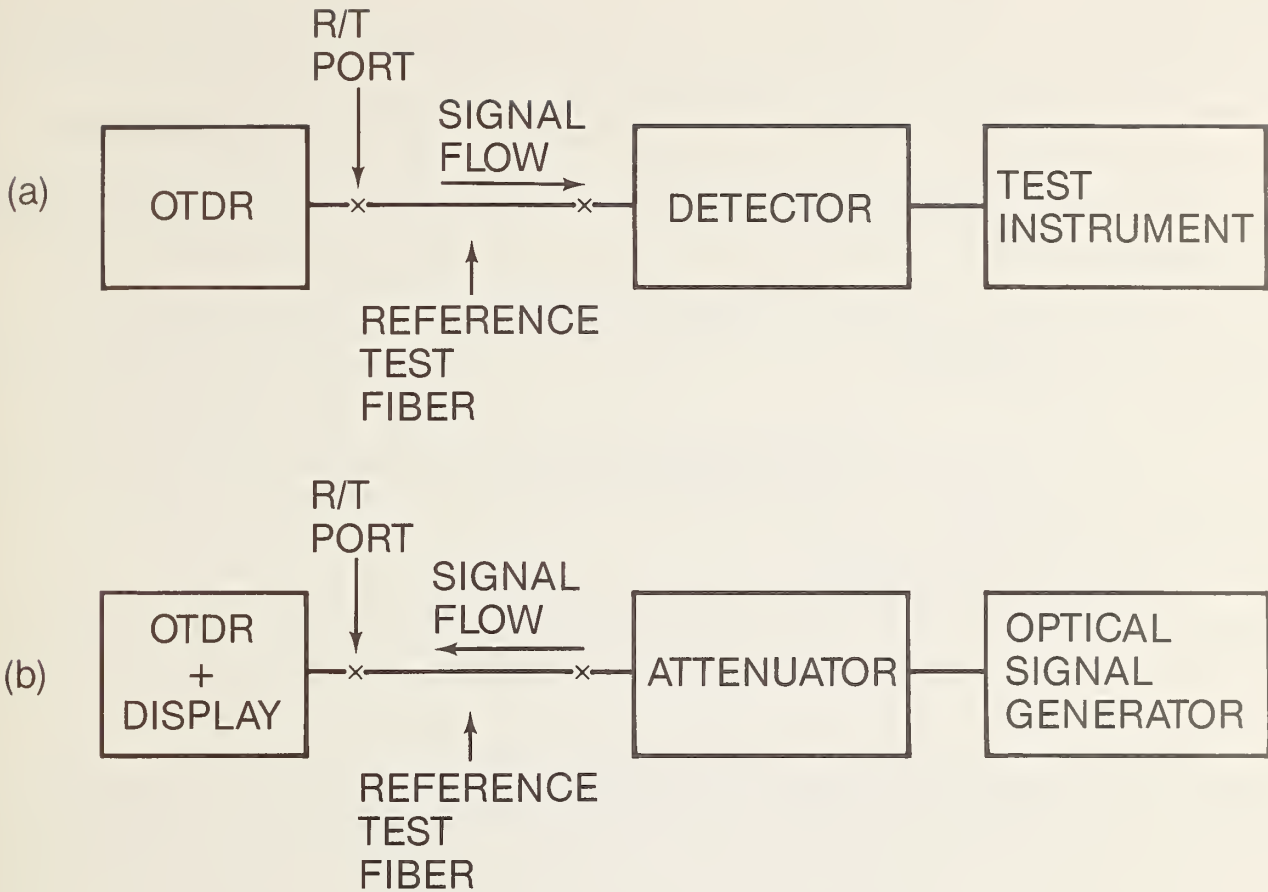 R/T
PORT
SIGNAL
FLOW
(a)
OTDR
DETECTOR
TEST
INSTRUMENT
REFERENCE
TEST
FIBER
R/T
PORT
SIGNAL
FLOW
(b)
OTDR
+
DISPLAY
ATTENUATOR
OPTICAL
SIGNAL
GENERATOR
REFERENCE
TEST
FIBER